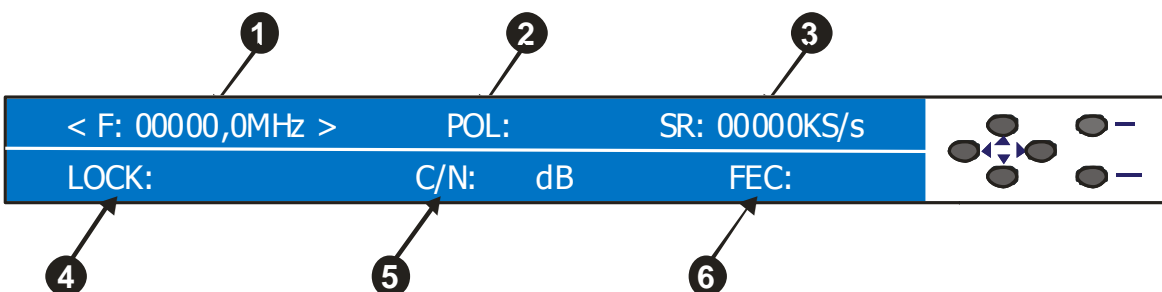 1 2 3
< F: 00000,0MHz > POL: SR: 00000KS/s
LOCK: C/N: dB FEC:
4 5 6